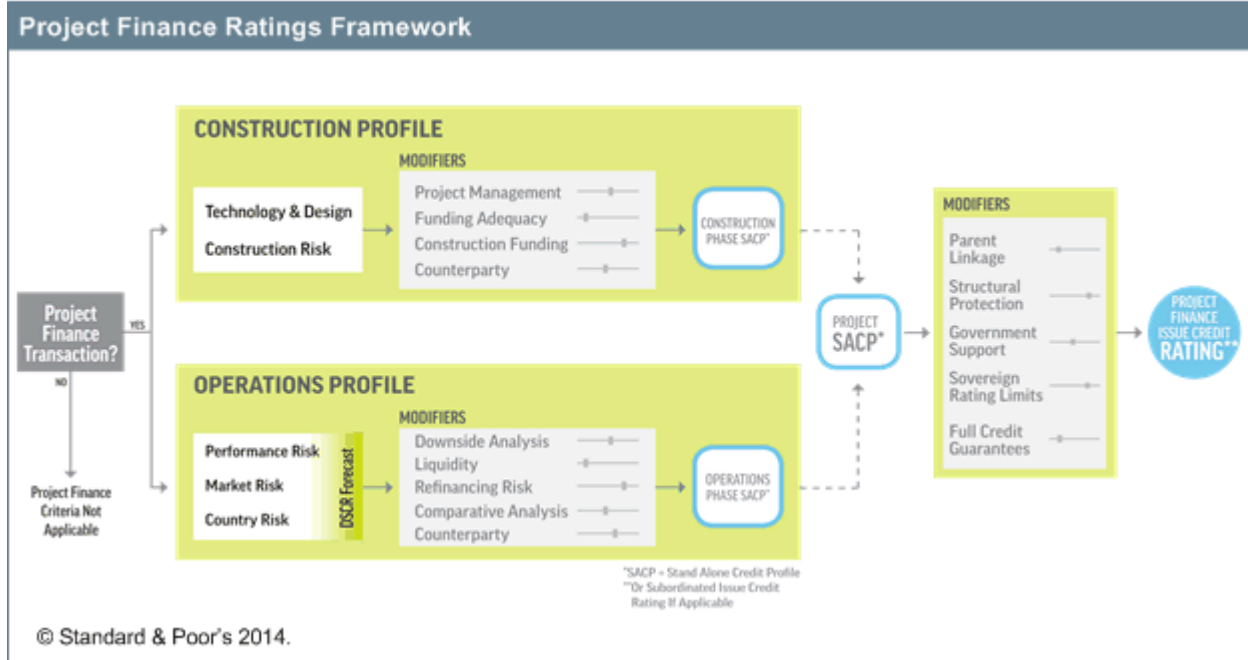 Project Finance Ratings Framework
CONSTRUCTION PROFILE
MODIFIERS
Technology & Design
Construction Risk
Project Management
Funding Adequacy
Construction Funding
Counterparty
CONSTRUCTION
PHASE SACP*
Project
Finance
Transaction?
YES
NO
Project Finance
Criteria Not
Applicable
OPERATIONS PROFILE
MODIFIERS
Performance Risk
Market Risk
Country Risk
DSCR Forecast
Downside Analysis
Liquidity
Refinancing Risk
Comparative Analysis
Counterparty
OPERATIONS
PHASE SACP*
PROJECT
SACP*
MODIFIERS
Parent
Linkage
Structural
Protection
Government
Support
Sovereign
Rating Limits
Full Credit
Guarantees
PROJECT
FINANCE
ISSUE CREDIT
RATING**
*SACP = Stand Alone Credit Profile
**Or Subordinated Issue Credit
Rating If Applicable
© Standard & Poor's 2014.